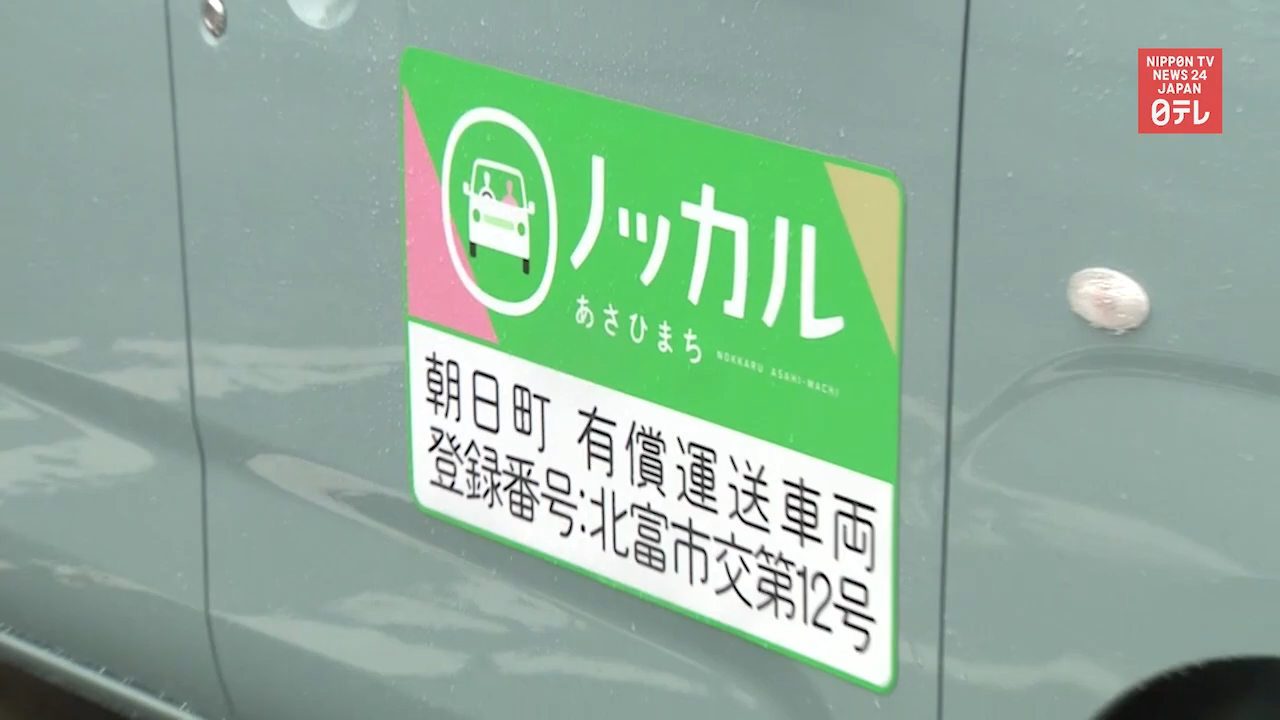 NIPPON TV
NEWS 24
JAPAN
日テレ
ノッカル
あさひまち NOKKARU ASAHI-MACHI
朝日町 有償運送車両
登録番号:北富市交第12号